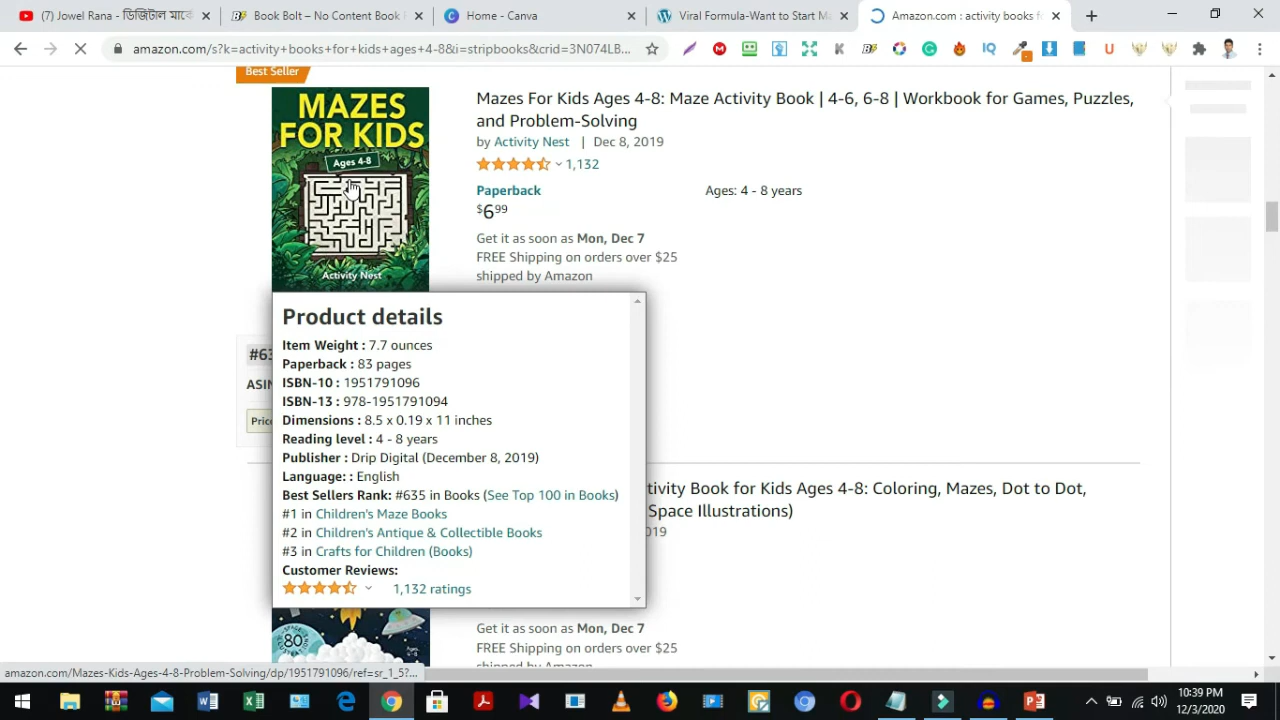 (7) Jowel Rana - ডিজিটাল মার্কে
Book Bolt – No Content Book
Home - Canva
Viral Formula-Want to Start Ma
Amazon.com : activity books fo
amazon.com/s?k=activity+books+for+kids+ages+4-8&i=stripbooks&crid=3N074LB...
Best Seller
MAZES
FOR KIDS
Ages 4-8
Activity Nest
Mazes For Kids Ages 4-8: Maze Activity Book | 4-6, 6-8 | Workbook for Games, Puzzles,
and Problem-Solving
by Activity Nest | Dec 8, 2019
1,132
Paperback
Ages: 4 - 8 years
$6⁹⁹
Get it as soon as Mon, Dec 7
FREE Shipping on orders over $25
shipped by Amazon
#63
ASIN
Price
Product details
Item Weight : 7.7 ounces
Paperback : 83 pages
ISBN-10 : 1951791096
ISBN-13 : 978-1951791094
Dimensions : 8.5 x 0.19 x 11 inches
Reading level : 4 - 8 years
Publisher : Drip Digital (December 8, 2019)
Language: : English
Best Sellers Rank: #635 in Books (See Top 100 in Books)
#1 in Children's Maze Books
#2 in Children's Antique & Collectible Books
#3 in Crafts for Children (Books)
Customer Reviews:
1,132 ratings
tivity Book for Kids Ages 4-8: Coloring, Mazes, Dot to Dot,
Space Illustrations)
019
80
Get it as soon as Mon, Dec 7
FREE Shipping on orders over $25
shipped by Amazon
amazon.com/Mazes-Kids-Ages-4-8-Problem-Solving/dp/1951791096/ref=sr_1_5?...
10:39 PM
12/3/2020